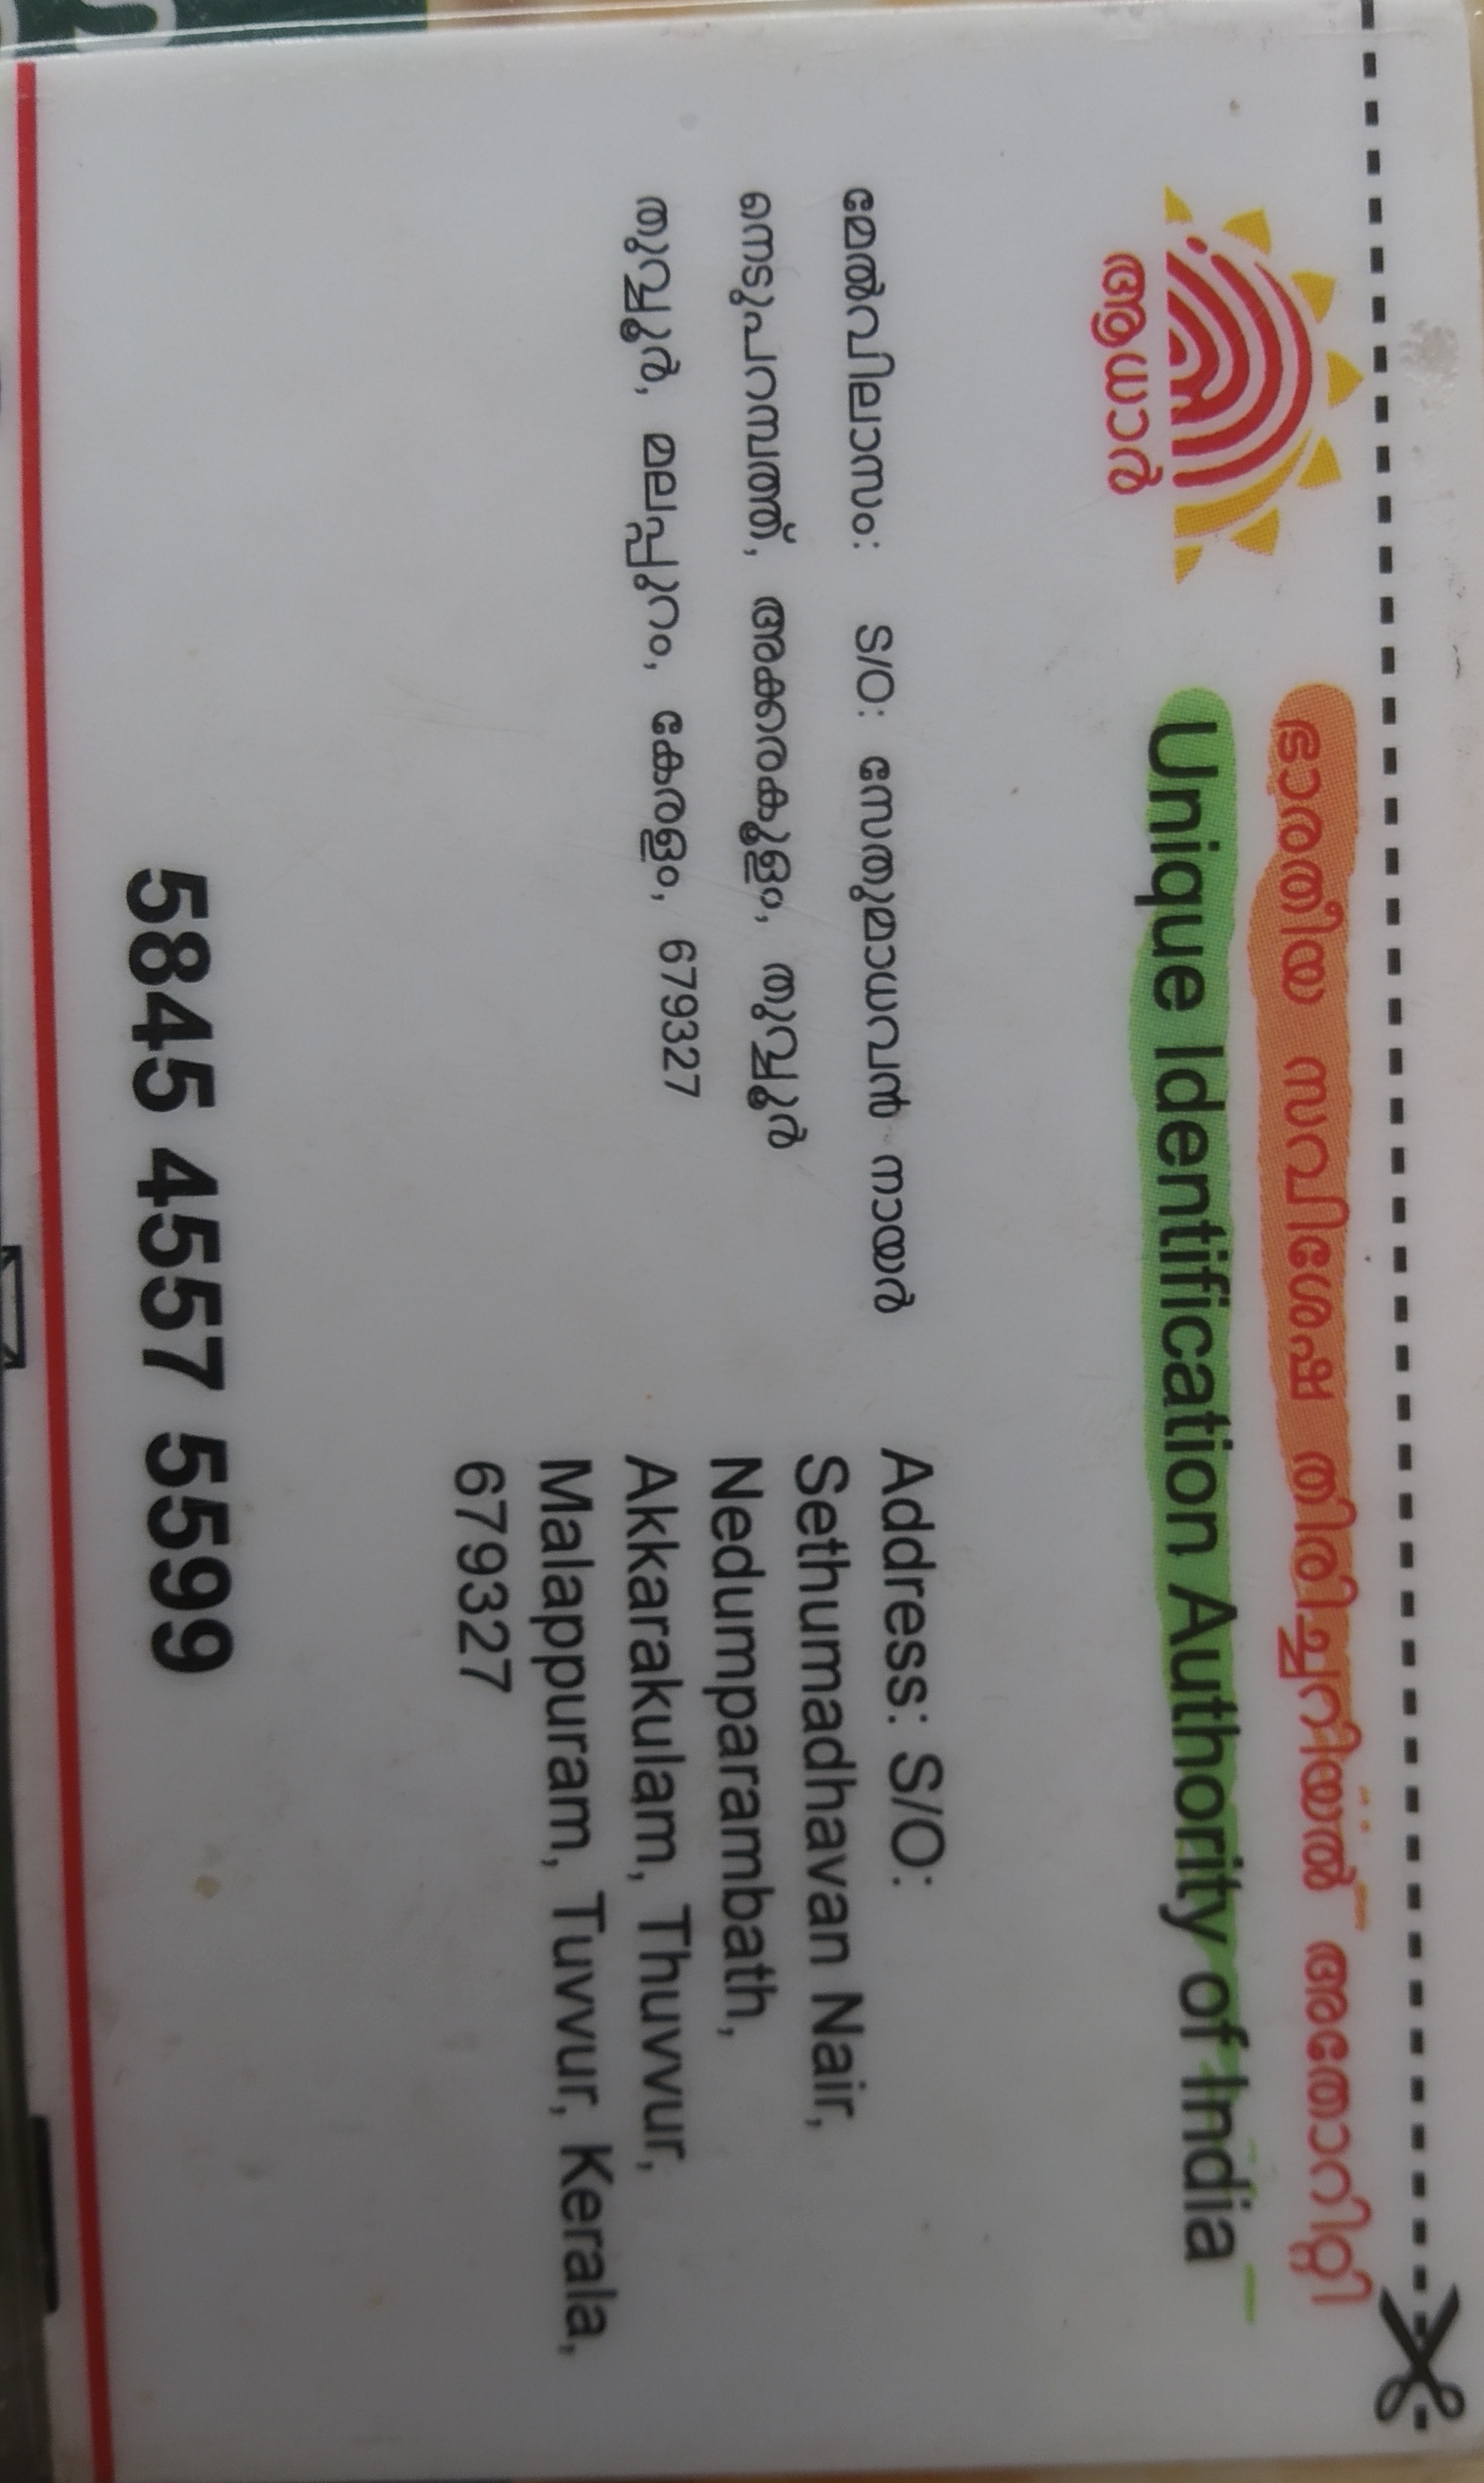 ഭാരതീയ സവിശേഷ തിരിച്ചറിയൽ അതോറിറ്റി
Unique Identification Authority of India
ആധാർ
മേൽവിലാസം: S/O: സേതുമാധവൻ നായർ
നെടുംപറമ്പത്ത്, അക്കരകുളം, തുവ്വൂർ
തുവ്വൂർ, മലപ്പുറം, കേരളം, 679327
Address: S/O:
Sethumadhavan Nair,
Nedumparambath,
Akkarakulam, Thuvvur,
Malappuram, Tuvvur, Kerala,
679327
5845 4557 5599